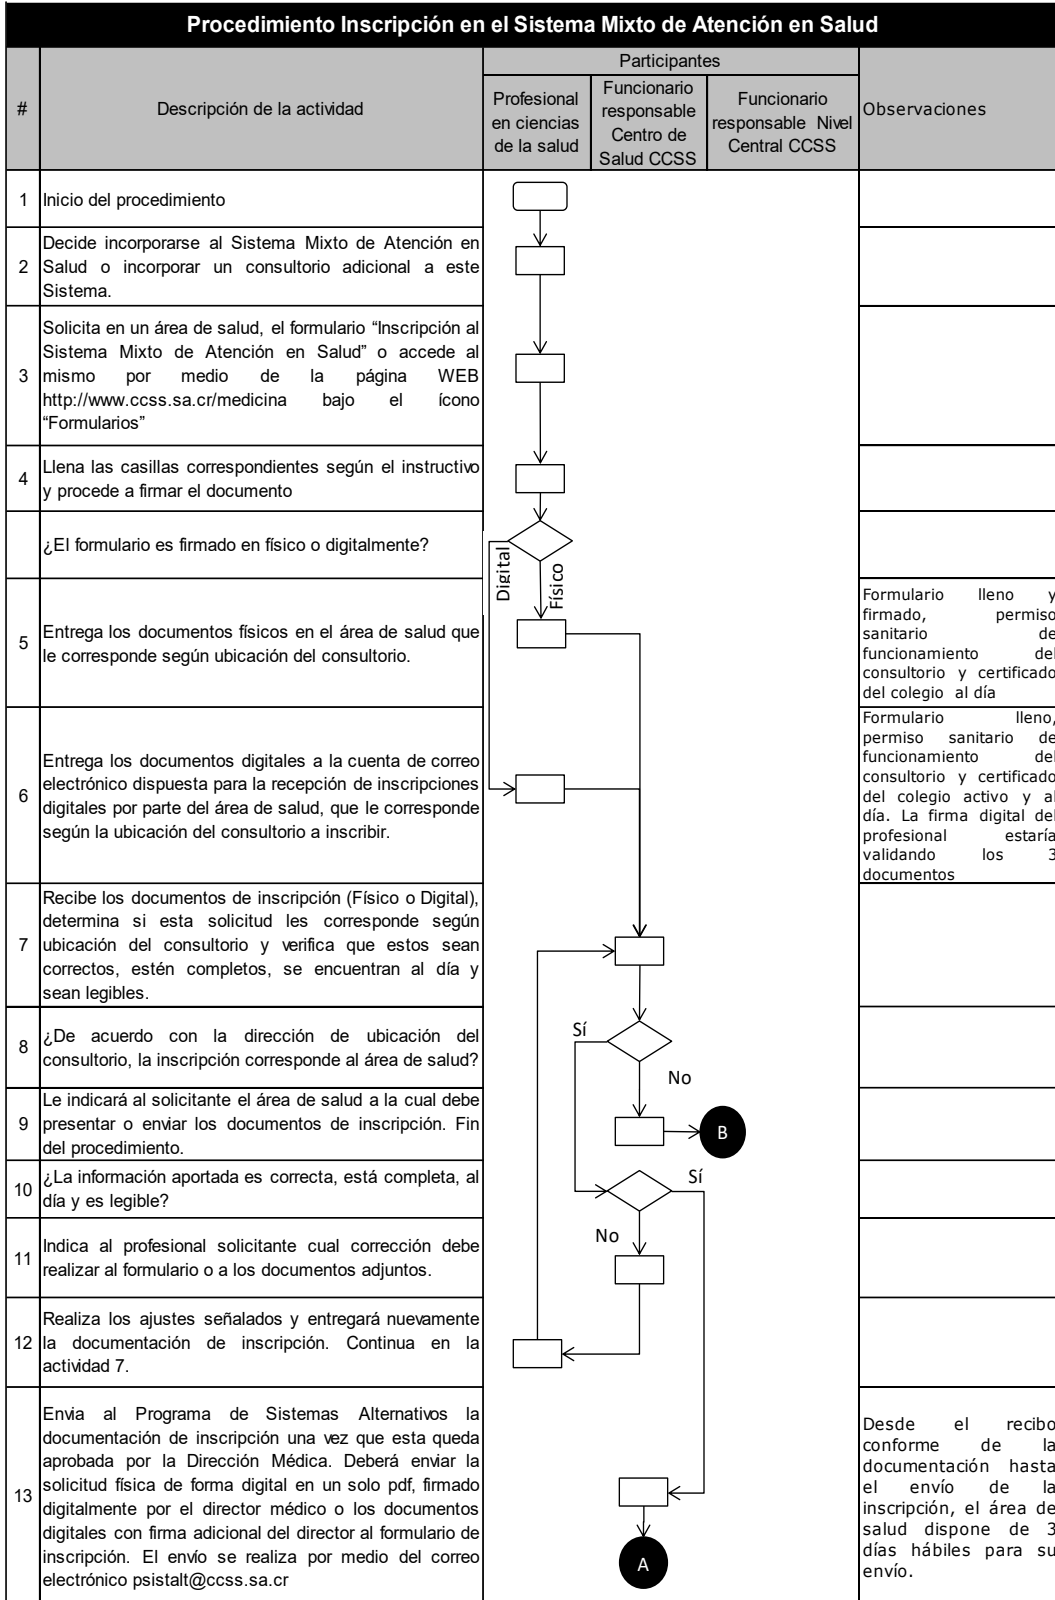 Procedimiento Inscripción en el Sistema Mixto de Atención en Salud
#
Descripción de la actividad
Participantes
Profesional
en ciencias
de la salud
Funcionario
responsable
Centro de
Salud CCSS
Funcionario
responsable Nivel
Central CCSS
Observaciones
1
Inicio del procedimiento
2
Decide incorporarse al Sistema Mixto de Atención en
Salud o incorporar un consultorio adicional a este
Sistema.
3
Solicita en un área de salud, el formulario “Inscripción al
Sistema Mixto de Atención en Salud” o accede al
mismo por medio de la página WEB
http://www.ccss.sa.cr/medicina bajo el ícono
“Formularios”
4
Llena las casillas correspondientes según el instructivo
y procede a firmar el documento
¿El formulario es firmado en físico o digitalmente?
Digital
Físico
5
Entrega los documentos físicos en el área de salud que
le corresponde según ubicación del consultorio.
Formulario lleno y
firmado, permiso
sanitario de
funcionamiento del
consultorio y certificado
del colegio al día
6
Entrega los documentos digitales a la cuenta de correo
electrónico dispuesta para la recepción de inscripciones
digitales por parte del área de salud, que le corresponde
según la ubicación del consultorio a inscribir.
Formulario lleno,
permiso sanitario de
funcionamiento del
consultorio y certificado
del colegio activo y al
día. La firma digital del
profesional estaría
validando los 3
documentos
7
Recibe los documentos de inscripción (Físico o Digital),
determina si esta solicitud les corresponde según
ubicación del consultorio y verifica que estos sean
correctos, estén completos, se encuentran al día y
sean legibles.
8
¿De acuerdo con la dirección de ubicación del
consultorio, la inscripción corresponde al área de salud?
Sí
No
9
Le indicará al solicitante el área de salud a la cual debe
presentar o enviar los documentos de inscripción. Fin
del procedimiento.
B
10
¿La información aportada es correcta, está completa, al
día y es legible?
Sí
No
11
Indica al profesional solicitante cual corrección debe
realizar al formulario o a los documentos adjuntos.
12
Realiza los ajustes señalados y entregará nuevamente
la documentación de inscripción. Continua en la
actividad 7.
13
Envia al Programa de Sistemas Alternativos la
documentación de inscripción una vez que esta queda
aprobada por la Dirección Médica. Deberá enviar la
solicitud física de forma digital en un solo pdf, firmado
digitalmente por el director médico o los documentos
digitales con firma adicional del director al formulario de
inscripción. El envío se realiza por medio del correo
electrónico psistalt@ccss.sa.cr
A
Desde el recibo
conforme de la
documentación hasta
el envío de la
inscripción, el área de
salud dispone de 3
días hábiles para su
envío.